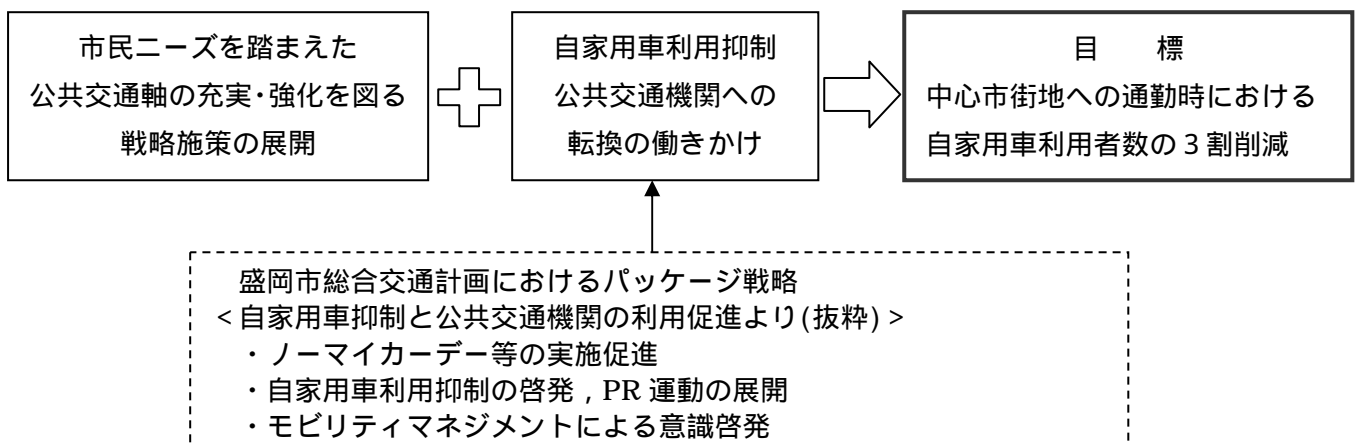 市民ニーズを踏まえた
公共交通軸の充実・強化を図る
戦略施策の展開
自家用車利用抑制
公共交通機関への
転換の働きかけ
目　　標
中心市街地への通勤時における
自家用車利用者数の３割削減
盛岡市総合交通計画におけるパッケージ戦略
＜自家用車抑制と公共交通機関の利用促進より(抜粋)＞
・ノーマイカーデー等の実施促進
・自家用車利用抑制の啓発，PR 運動の展開
・モビリティマネジメントによる意識啓発